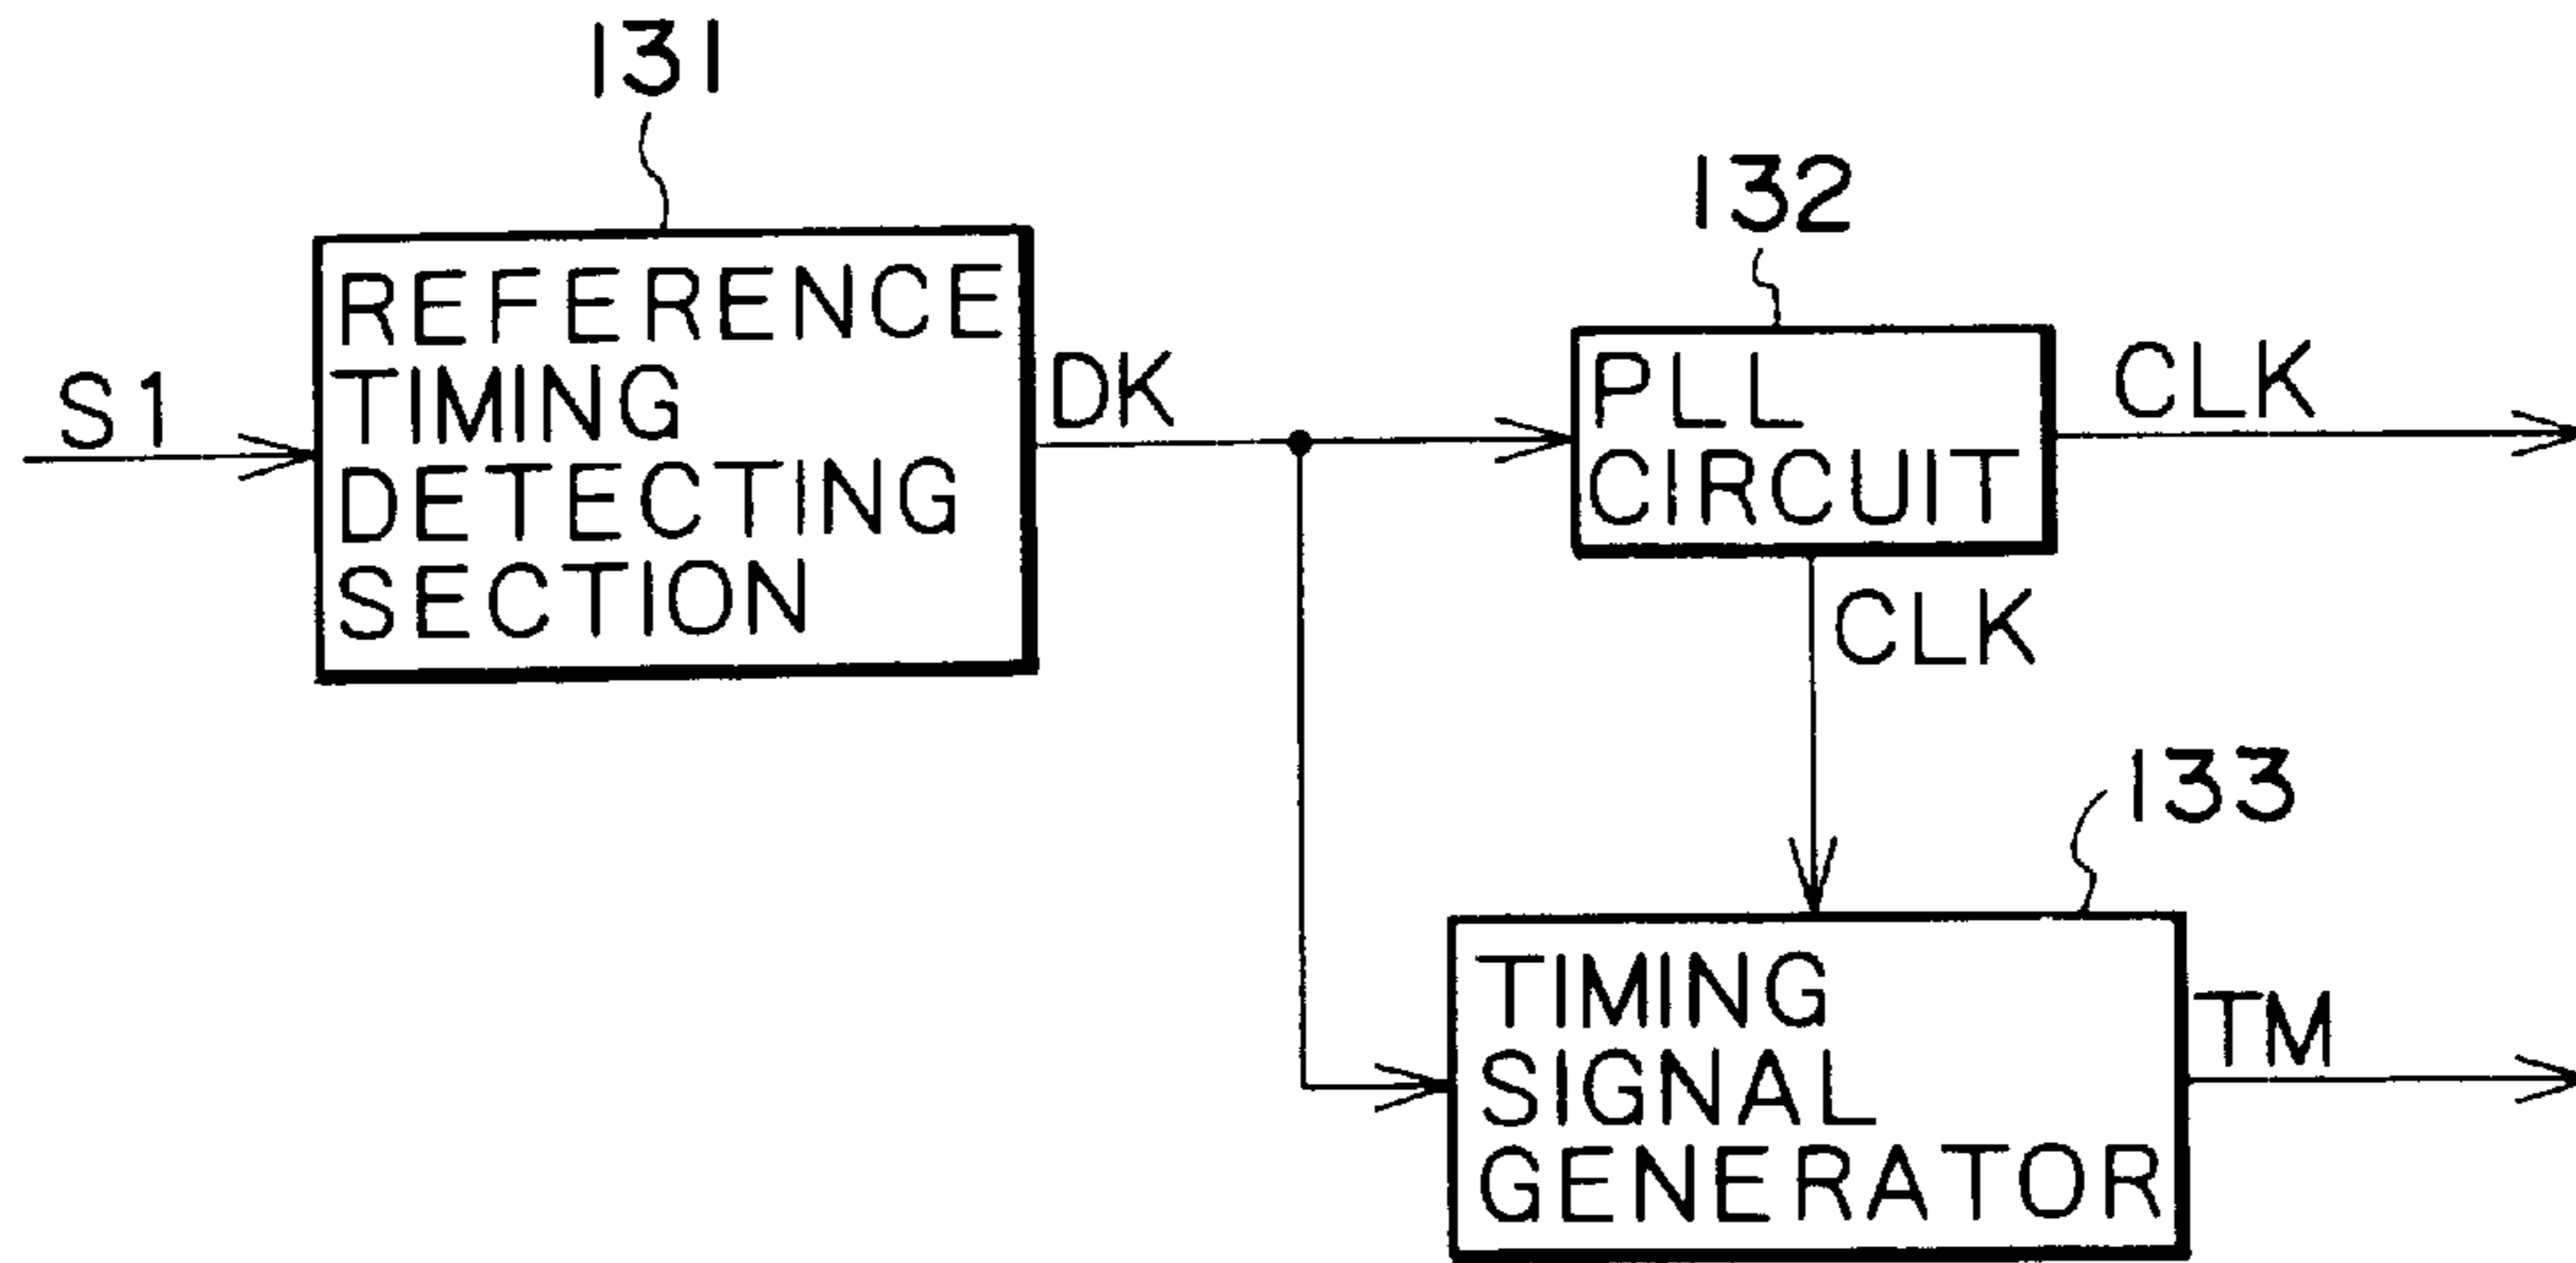 131
132
REFERENCE
TIMING
DETECTING
SECTION
S1
DK
PLL
CIRCUIT
CLK
CLK
133
TIMING
SIGNAL
GENERATOR
TM